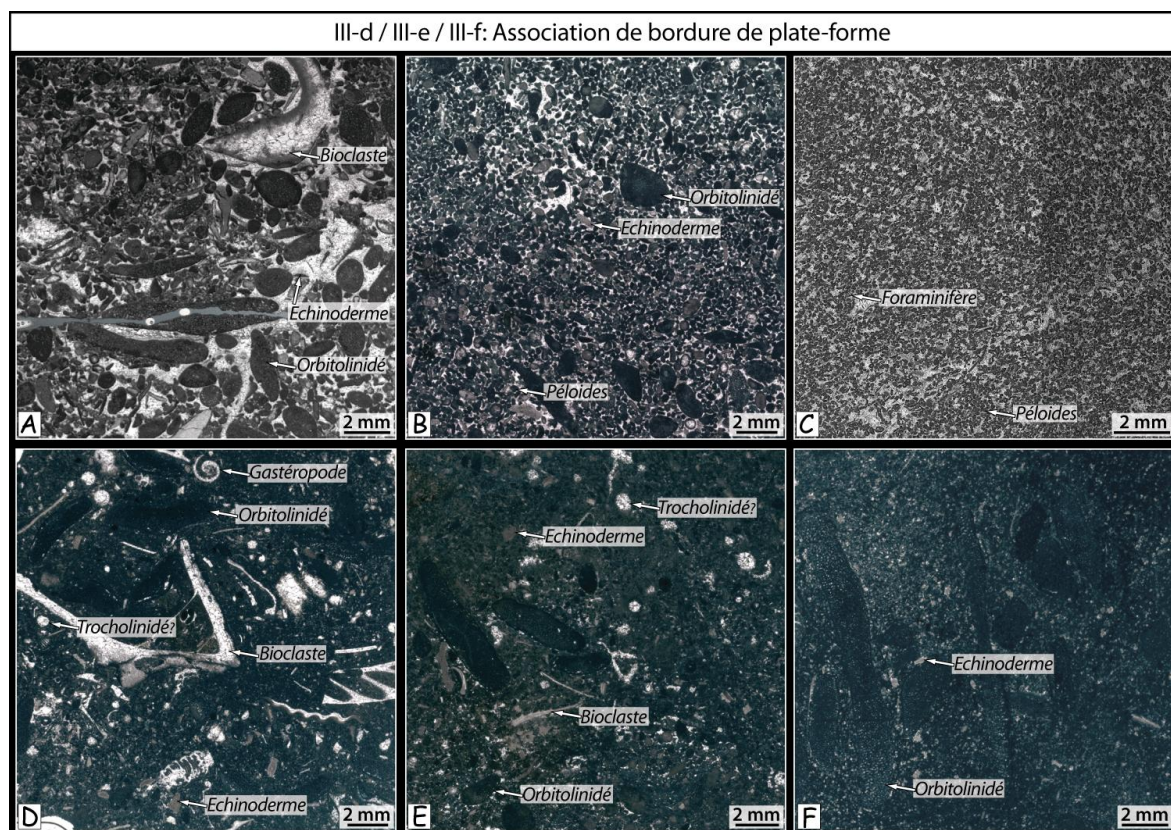 III-d / III-e / III-f: Association de bordure de plate-forme
Bioclaste
Echinoderme
Orbitolinidé
A
2 mm
Orbitolinidé
Echinoderme
Péloides
B
2 mm
Foraminifère
Péloides
C
2 mm
Gastéropode
Orbitolinidé
Trocholinidé?
Bioclaste
Echinoderme
D
2 mm
Trocholinidé?
Echinoderme
Bioclaste
Orbitolinidé
E
2 mm
Echinoderme
Orbitolinidé
F
2 mm